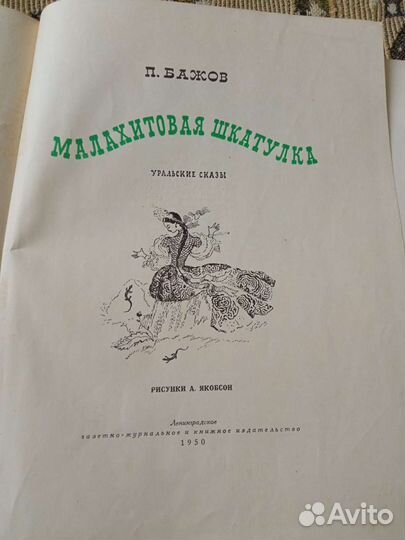 П. БАЖОВ
МАЛАХИТОВАЯ ШКАТУЛКА
УРАЛЬСКИЕ СКАЗЫ
РИСУНКИ А. ЯКОБСОН
Ленинградское
газетно-журнальное и книжное издательство
1950
Avito